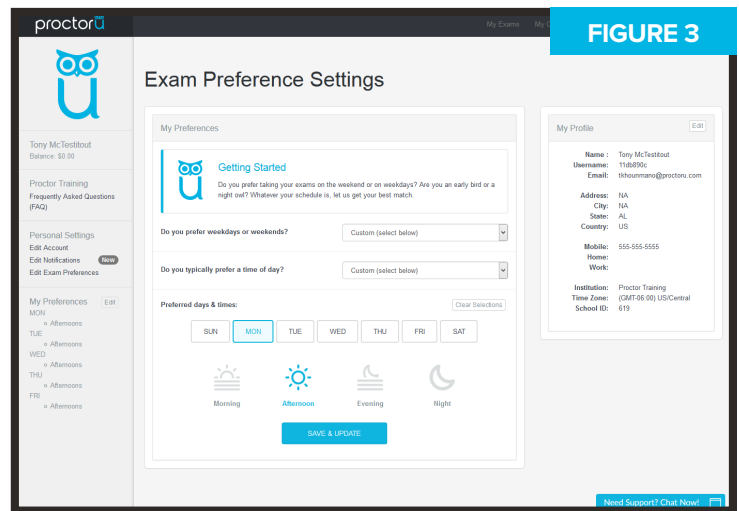 proctoru
My Exams
FIGURE 3
Exam Preference Settings
Tony McTestitout
Balance: $0.00
Proctor Training
Frequently Asked Questions
(FAQ)
Personal Settings
Edit Account
Edit Notifications New
Edit Exam Preferences
My Preferences Edit
MON
Afternoons
TUE
Afternoons
WED
Afternoons
THU
Afternoons
FRI
Afternoons
My Preferences
Getting Started
Do you prefer taking your exams on the weekend or on weekdays? Are you an early bird or a
night owl? Whatever your schedule is, let us get your best match.
Do you prefer weekdays or weekends? Custom (select below)
Do you typically prefer a time of day? Custom (select below)
Preferred days & times: Clear Selections
SUN MON TUE WED THU FRI SAT
Morning Afternoon Evening Night
SAVE & UPDATE
My Profile Edit
Name : Tony McTestitout
Username: 11db890c
Email: tkhounmano@proctoru.com
Address: NA
City: NA
State: AL
Country: US
Mobile: 555-555-5555
Home:
Work:
Institution: Proctor Training
Time Zone: (GMT-06:00) US/Central
School ID: 619
Need Support? Chat Now!